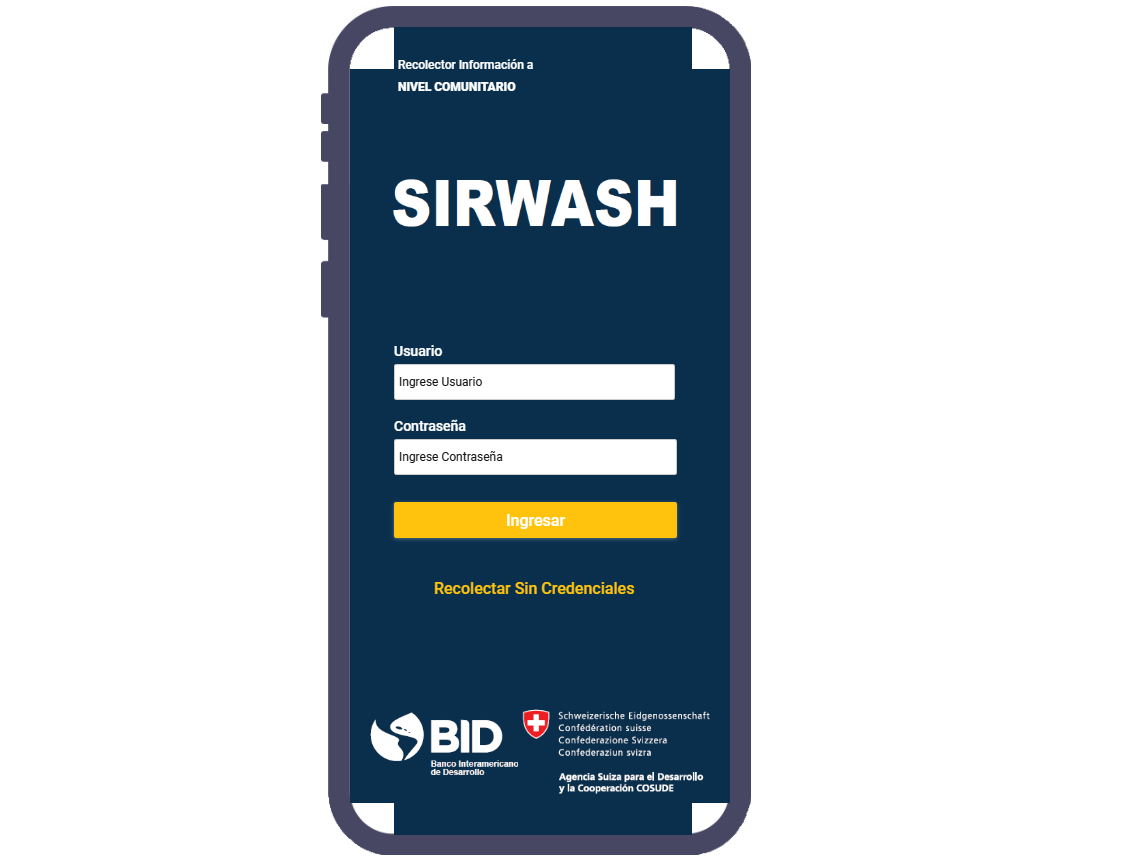 Recolector Información a
NIVEL COMUNITARIO
SIRWASH
Usuario
Ingrese Usuario
Contraseña
Ingrese Contraseña
Ingresar
Recolectar Sin Credenciales
BID
Banco Interamericano
de Desarrollo
Schweizerische Eidgenossenschaft
Confédération suisse
Confederazione Svizzera
Confederaziun svizra
Agencia Suiza para el Desarrollo
y la Cooperación COSUDE